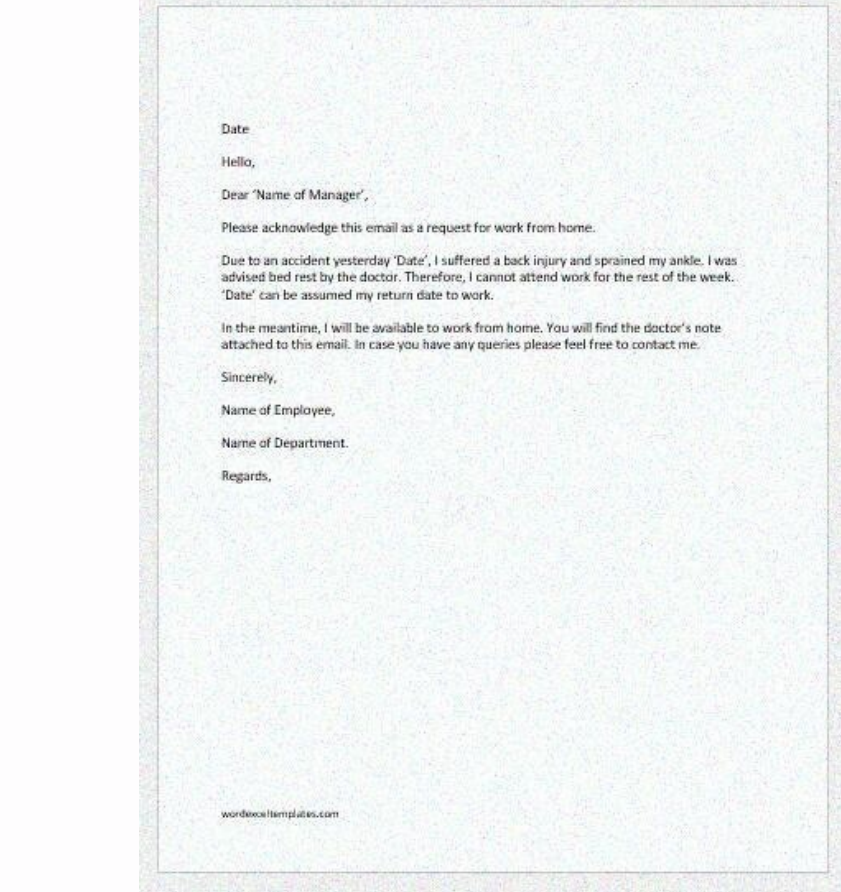 Date
Hello,
Dear ‘Name of Manager’,
Please acknowledge this email as a request for work from home.
Due to an accident yesterday ‘Date’, I suffered a back injury and sprained my ankle. I was
advised bed rest by the doctor. Therefore, I cannot attend work for the rest of the week.
‘Date’ can be assumed my return date to work.
In the meantime, I will be available to work from home. You will find the doctor’s note
attached to this email. In case you have any queries please feel free to contact me.
Sincerely,
Name of Employee,
Name of Department.
Regards,
wordexceltemplates.com